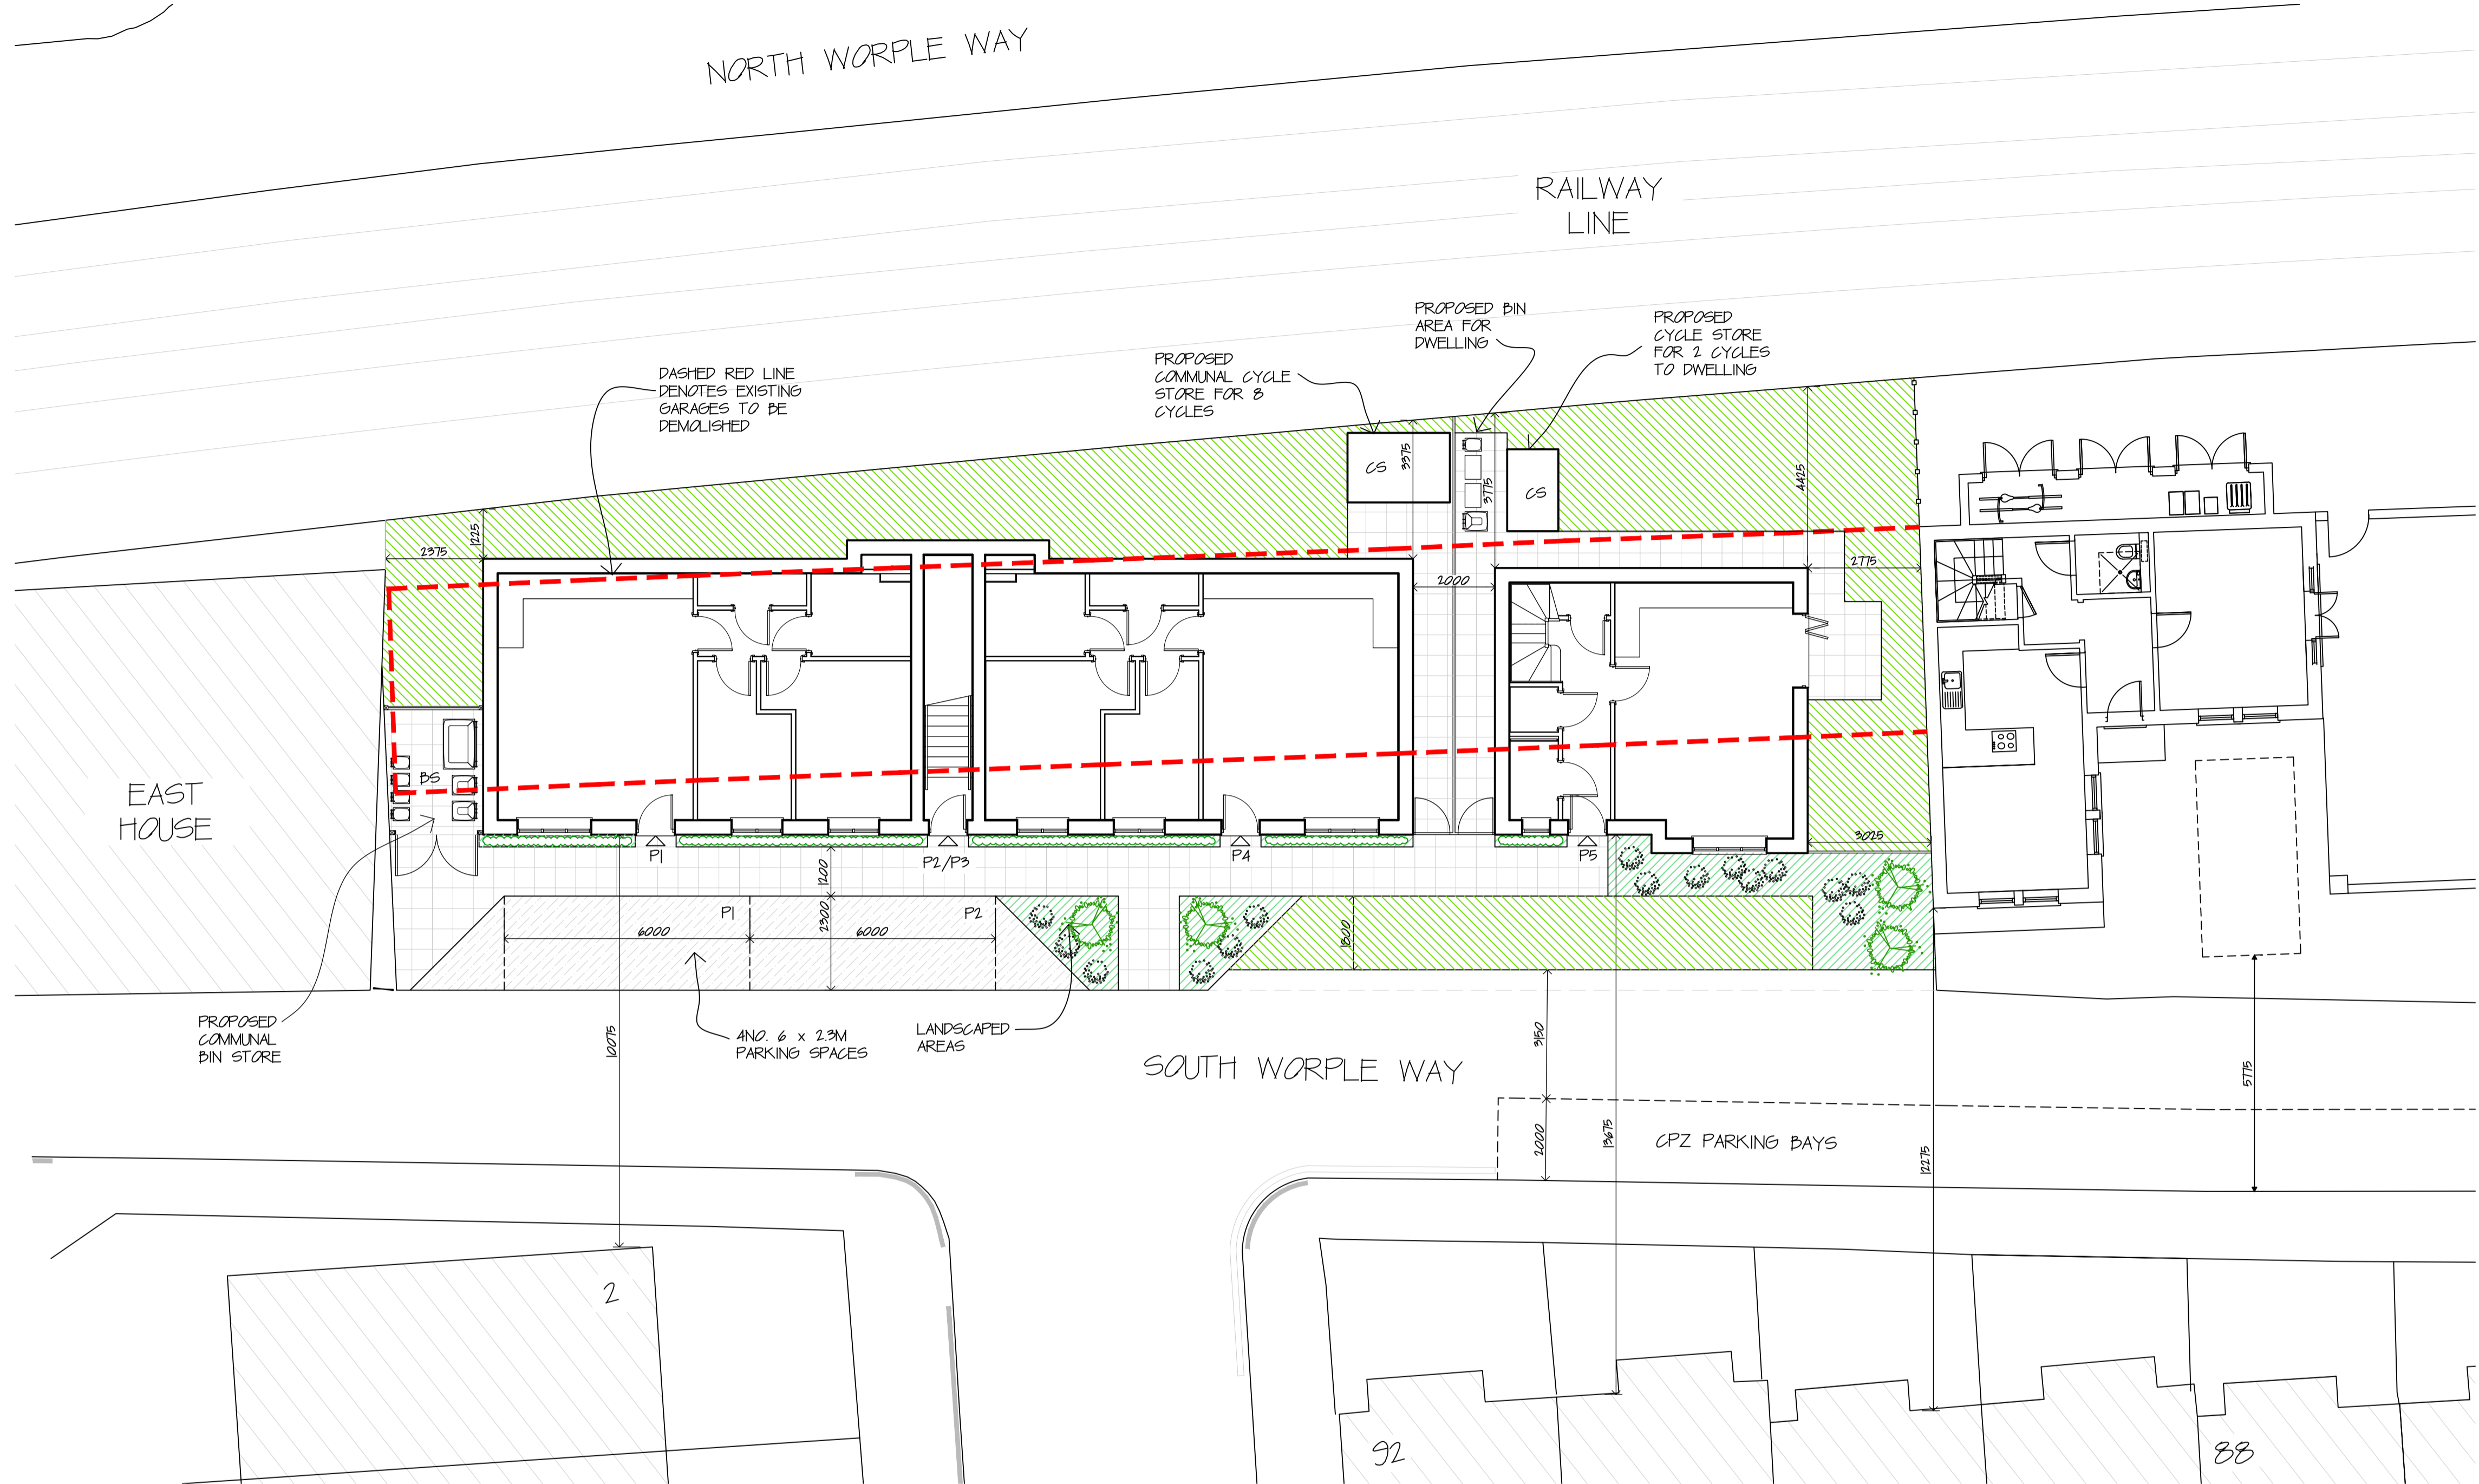 NORTH WORPLE WAY
RAILWAY
LINE
PROPOSED BIN
AREA FOR
DWELLING
PROPOSED
CYCLE STORE
FOR 2 CYCLES
TO DWELLING
PROPOSED
COMMUNAL CYCLE
STORE FOR 8
CYCLES
DASHED RED LINE
DENOTES EXISTING
GARAGES TO BE
DEMOLISHED
CS
3375
3775
CS
4425
1225
2375
2000
2775
EAST
HOUSE
BS
3025
P1
P2/P3
P4
P5
1200
2300
P1
P2
6000
6000
1800
PROPOSED
COMMUNAL
BIN STORE
10075
4NO. 6 x 2.3M
PARKING SPACES
LANDSCAPED
AREAS
SOUTH WORPLE WAY
3150
2000
13675
CPZ PARKING BAYS
12275
5775
2
92
88